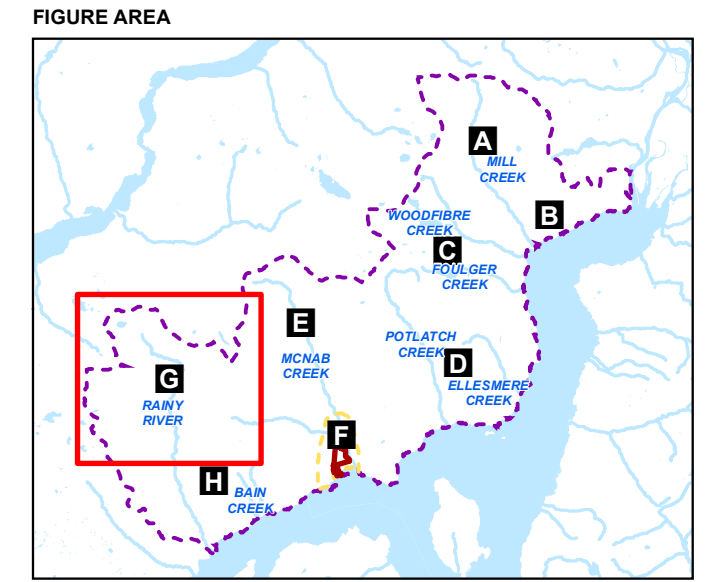 FIGURE AREA
A
MILL
CREEK
B
WOODFIBRE
CREEK
C
FOULGER
CREEK
E
MCNAB
CREEK
POTLATCH
CREEK
D
ELLESMERE
CREEK
G
RAINY
RIVER
F
H
BAIN
CREEK